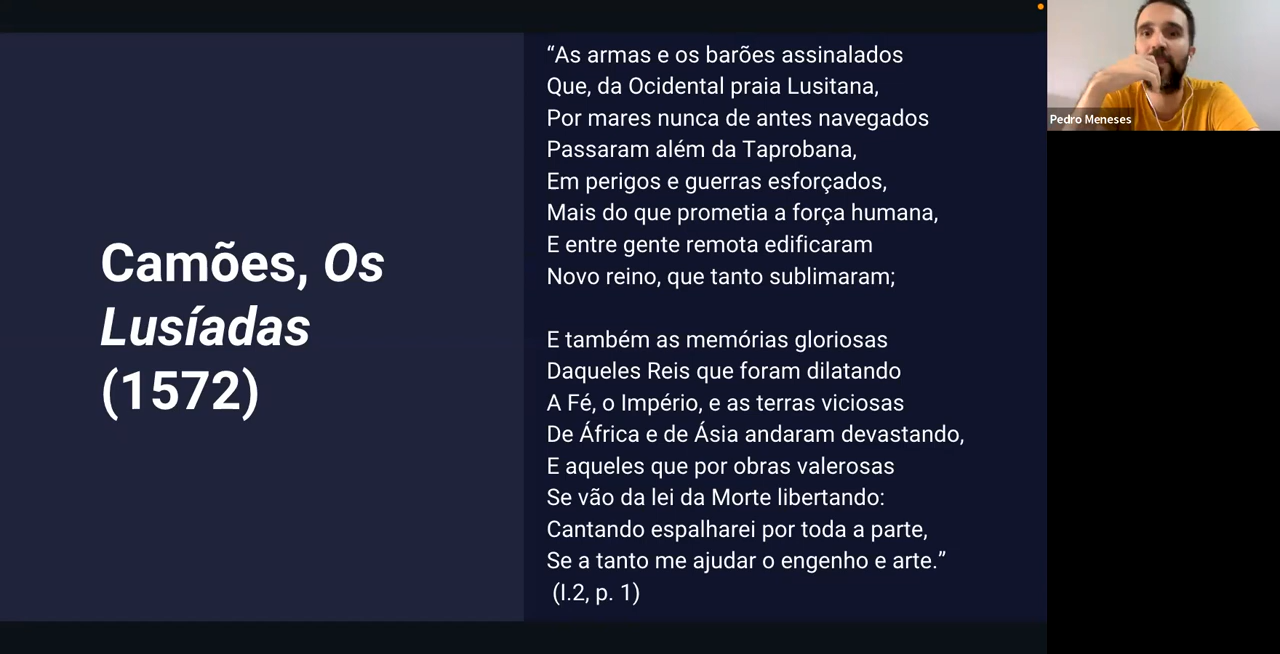 Camões, Os
Lusíadas
(1572)
“As armas e os barões assinalados
Que, da Ocidental praia Lusitana,
Por mares nunca de antes navegados
Passaram além da Taprobana,
Em perigos e guerras esforçados,
Mais do que prometia a força humana,
E entre gente remota edificaram
Novo reino, que tanto sublimaram;
E também as memórias gloriosas
Daqueles Reis que foram dilatando
A Fé, o Império, e as terras viciosas
De África e de Ásia andaram devastando,
E aqueles que por obras valerosas
Se vão da lei da Morte libertando:
Cantando espalharei por toda a parte,
Se a tanto me ajudar o engenho e arte.”
(I.2, p. 1)
Pedro Meneses